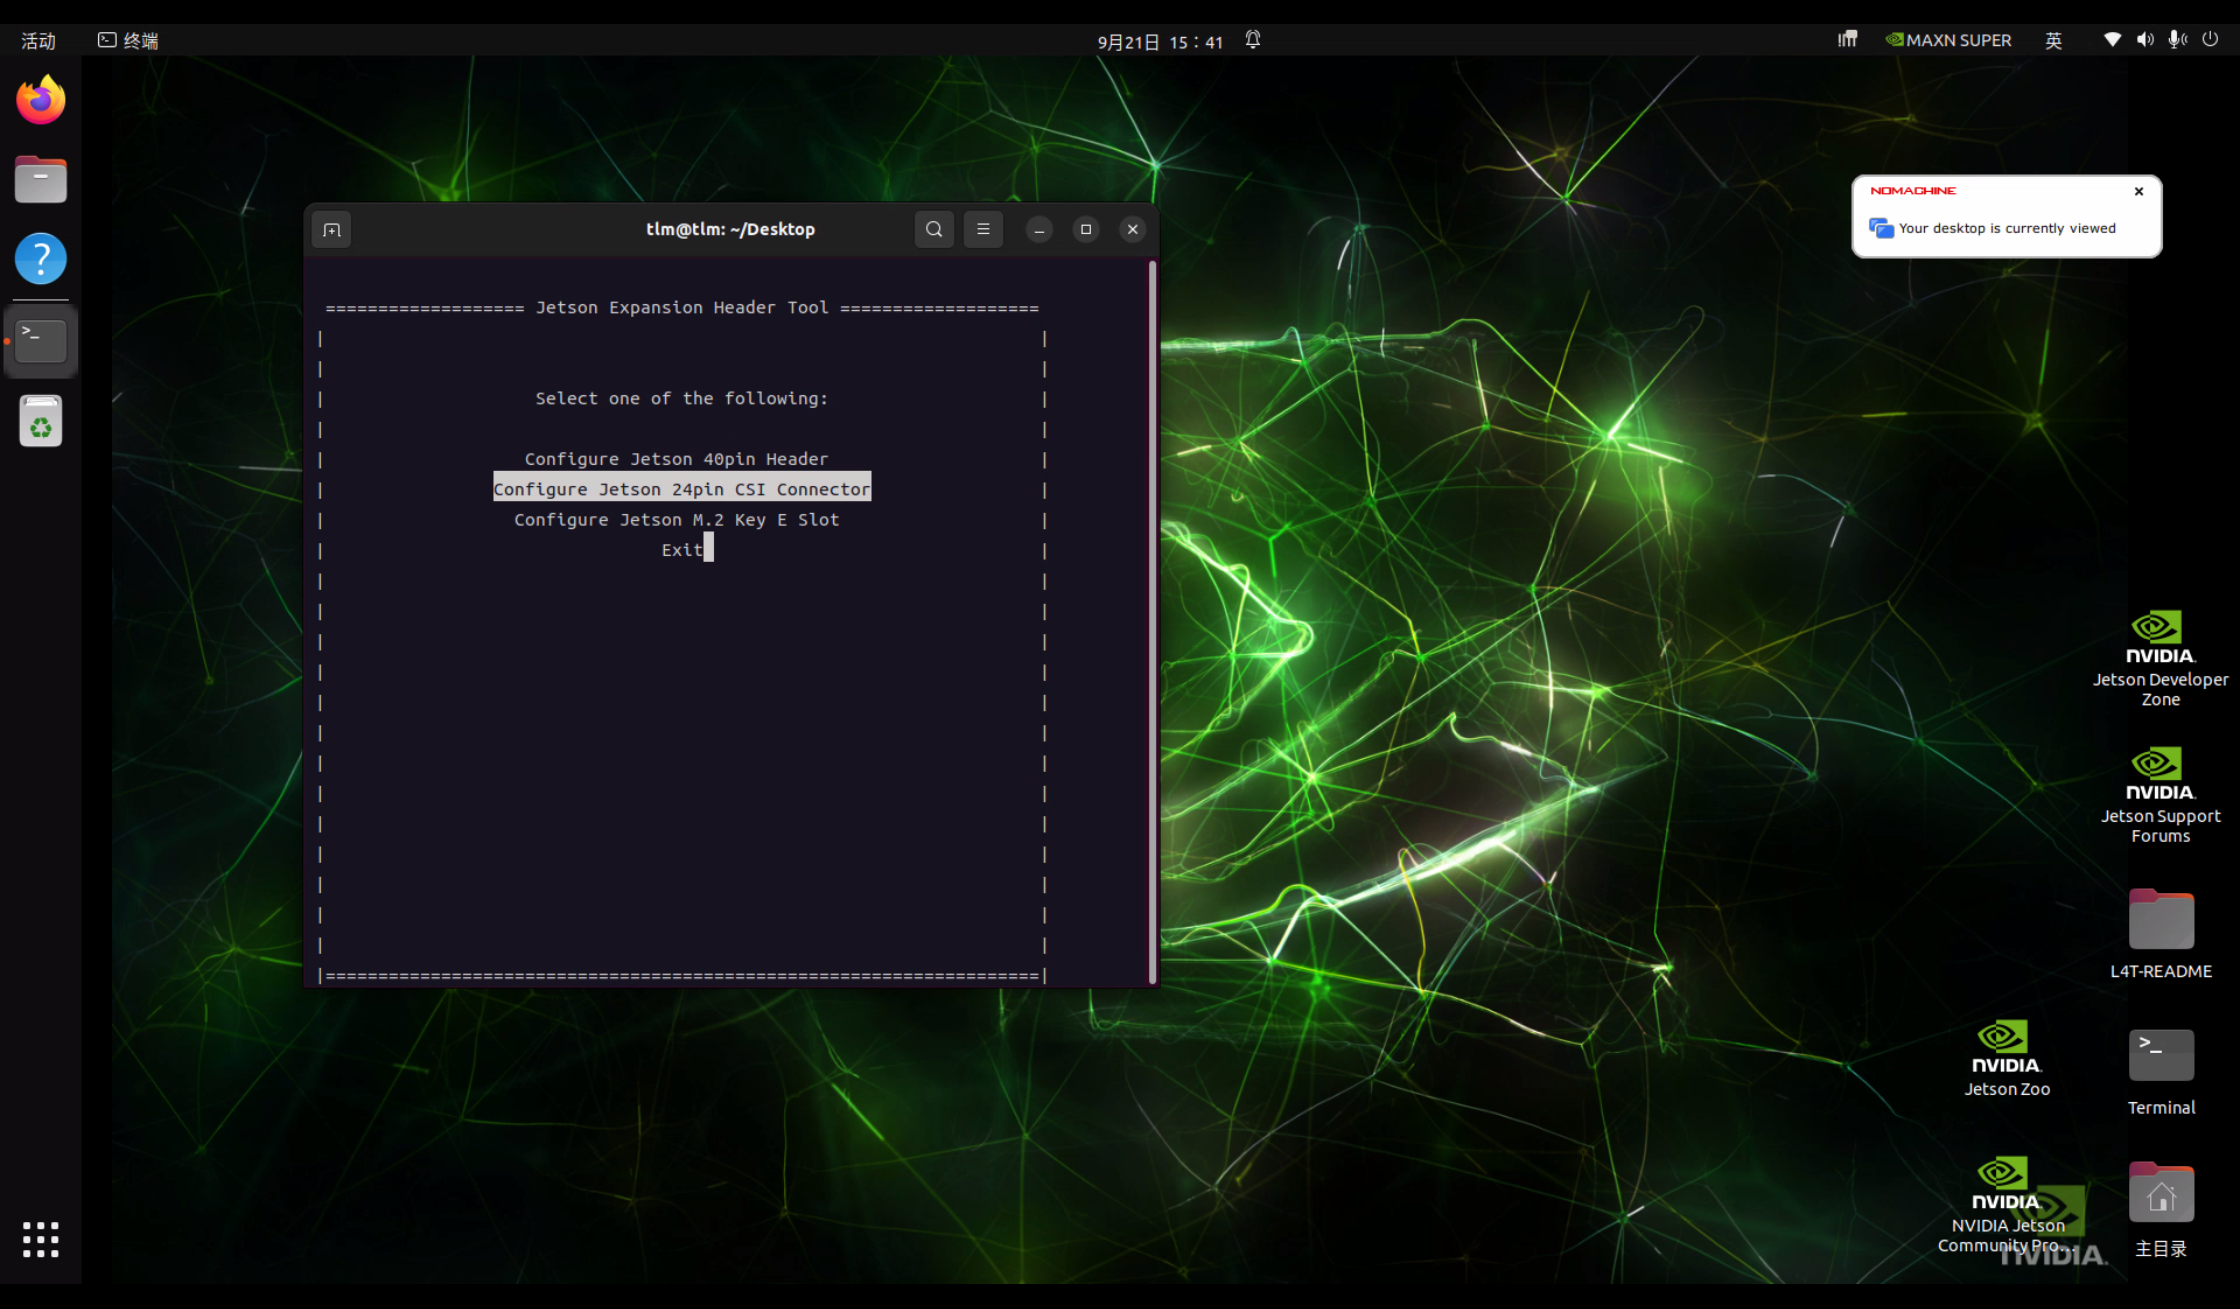 活动
终端
9月21日 15：41
MAXN SUPER
英
tlm@tlm: ~/Desktop
NOMACHINE
Your desktop is currently viewed
=================== Jetson Expansion Header Tool ===================
Select one of the following:
Configure Jetson 40pin Header
Configure Jetson 24pin CSI Connector
Configure Jetson M.2 Key E Slot
Exit
|====================================================================|
NVIDIA.
Jetson Developer
Zone
NVIDIA.
Jetson Support
Forums
L4T-README
NVIDIA.
Jetson Zoo
>_
Terminal
NVIDIA.
NVIDIA Jetson
Community Pro...
主目录
NVIDIA.